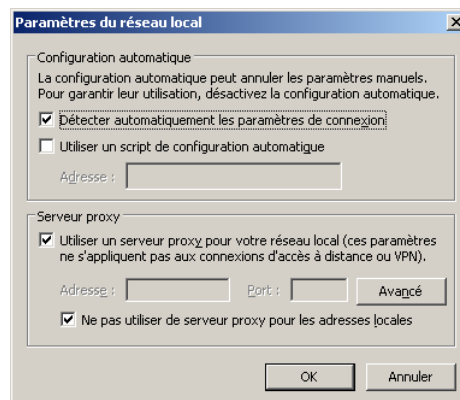 Paramètres du réseau local
Configuration automatique
La configuration automatique peut annuler les paramètres manuels.
Pour garantir leur utilisation, désactivez la configuration automatique.
Détecter automatiquement les paramètres de connexion
Utiliser un script de configuration automatique
Adresse :
Serveur proxy
Utiliser un serveur proxy pour votre réseau local (ces paramètres
ne s'appliquent pas aux connexions d'accès à distance ou VPN).
Adresse : Port : Avancé
Ne pas utiliser de serveur proxy pour les adresses locales
OK Annuler